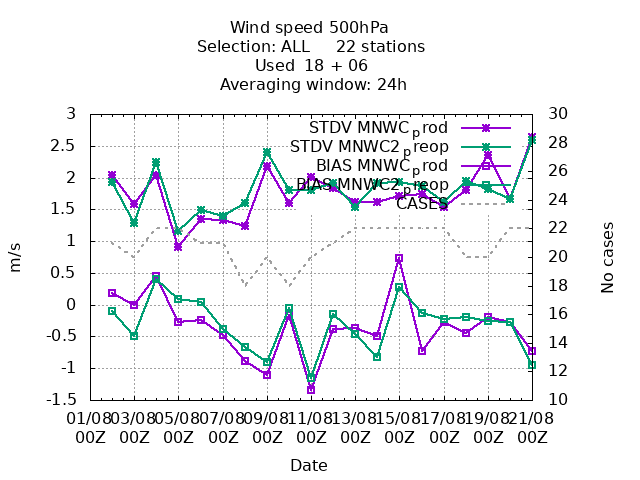 Wind speed 500hPa
Selection: ALL 22 stations
Used 18 + 06
Averaging window: 24h
3
2.5
2
1.5
1
0.5
0
-0.5
-1
-1.5
m/s
30
28
26
24
22
20
18
16
14
12
10
No cases
STDV MNWCprod
STDV MNWC2preop
BIAS MNWCprod
BIAS MNWC2preop
CASES
01/08 03/08 05/08 07/08 09/08 11/08 13/08 15/08 17/08 19/08 21/08
00Z 00Z 00Z 00Z 00Z 00Z 00Z 00Z 00Z 00Z 00Z
Date